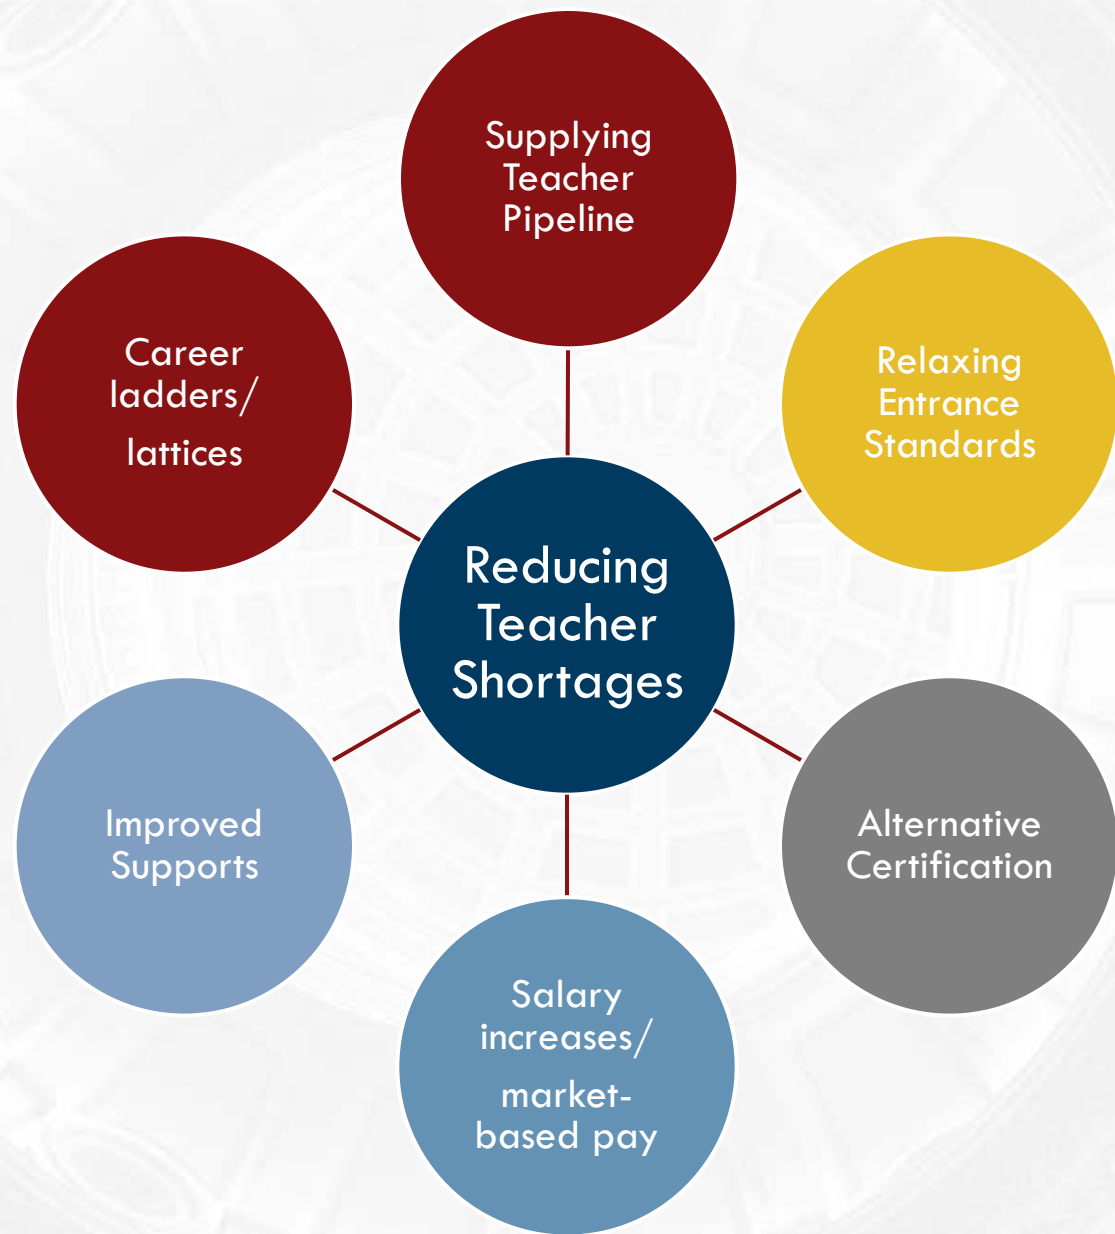 Supplying
Teacher
Pipeline
Career
ladders/
lattices
Relaxing
Entrance
Standards
Reducing
Teacher
Shortages
Improved
Supports
Alternative
Certification
Salary
increases/
market-
based pay